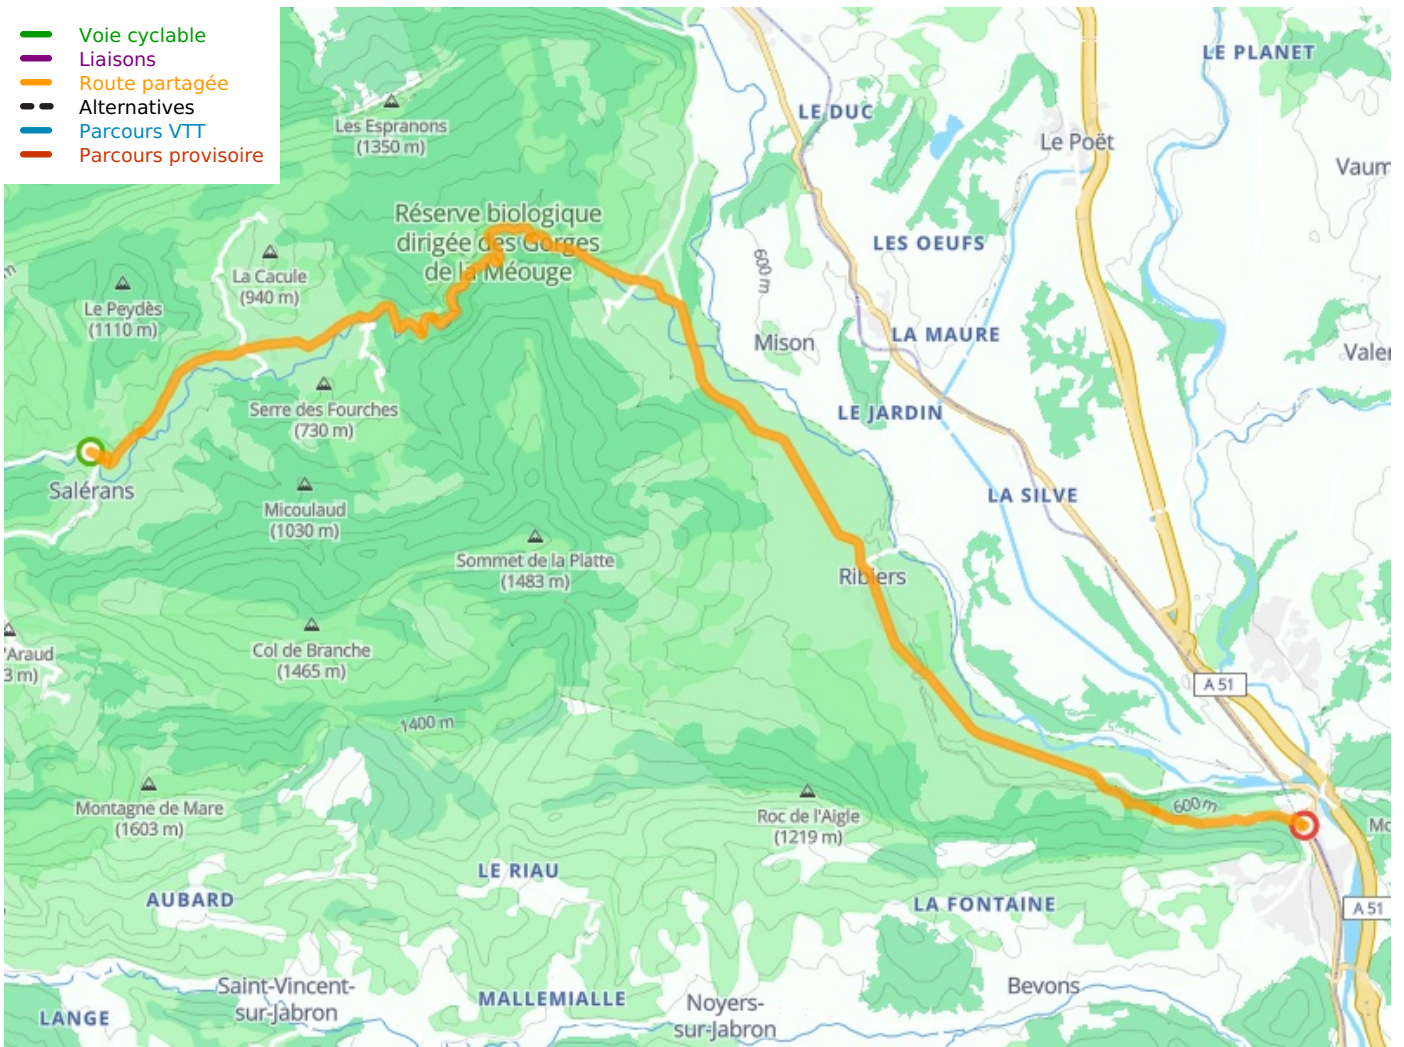 Voie cyclable
Liaisons
Route partagée
Alternatives
Parcours VTT
Parcours provisoire
LE PLANET
LE DUC
Les Espranons
(1350 m)
Le Poët
Vaum
Réserve biologique
dirigée des Gorges
de la Méouge
LES OEUFS
600 m
La Cacule
(940 m)
Le Peydès
(1110 m)
m
LA MAURE
Mison
Valer
Serre des Fourches
(730 m)
LE JARDIN
Salérans
LA SILVE
Micoulaud
(1030 m)
Sommet de la Platte
(1483 m)
Ribiers
Col de Branche
(1465 m)
'Araud
3 m)
A 51
1400 m
Montagne de Mare
(1603 m)
Roc de l'Aigle
(1219 m)
600 m
Mo
LE RIAU
AUBARD
LA FONTAINE
A 51
Saint-Vincent-
sur-Jabron
MALLEMIALLE
Noyers-
sur-Jabron
Bevons
LANGE